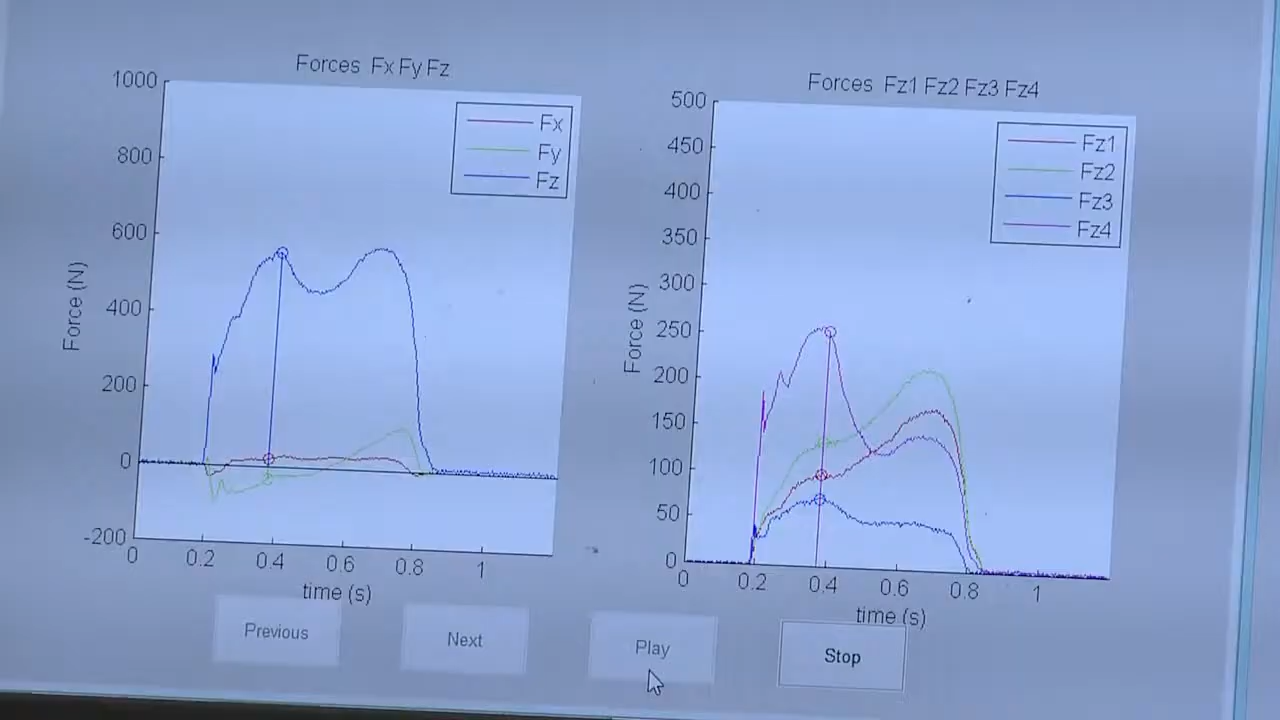 Forces Fx Fy Fz
1000
800
600
400
200
0
-200
Force (N)
Fx
Fy
Fz
0 0.2 0.4 0.6 0.8 1
time (s)
Forces Fz1 Fz2 Fz3 Fz4
500
450
400
350
300
250
200
150
100
50
0
Force (N)
Fz1
Fz2
Fz3
Fz4
0 0.2 0.4 0.6 0.8 1
time (s)
Previous Next Play Stop